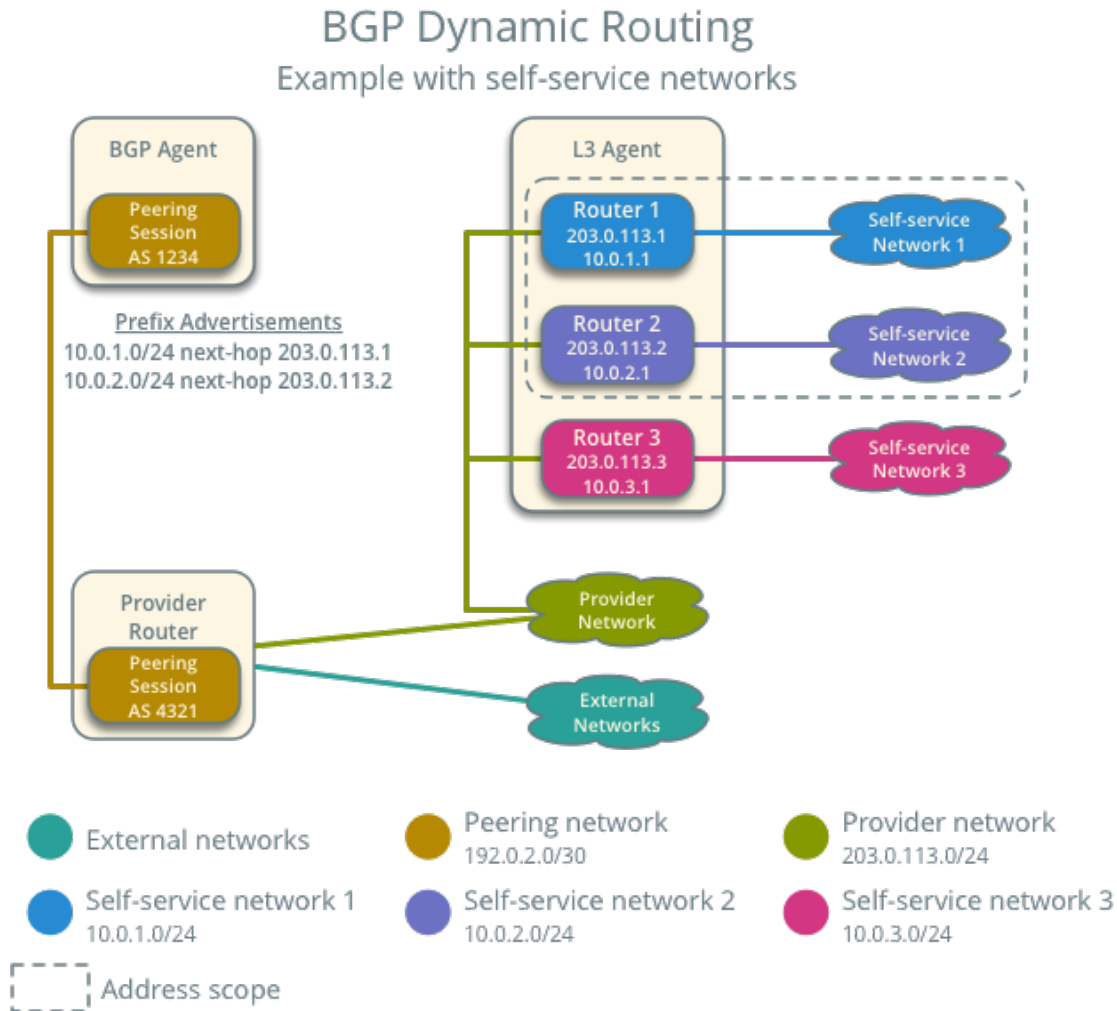 BGP Dynamic Routing
Example with self-service networks
BGP Agent
Peering
Session
AS 1234
Prefix Advertisements
10.0.1.0/24 next-hop 203.0.113.1
10.0.2.0/24 next-hop 203.0.113.2
L3 Agent
Router 1
203.0.113.1
10.0.1.1
Self-service
Network 1
Router 2
203.0.113.2
10.0.2.1
Self-service
Network 2
Router 3
203.0.113.3
10.0.3.1
Self-service
Network 3
Provider
Router
Peering
Session
AS 4321
Provider
Network
External
Networks
External networks
Peering network
192.0.2.0/30
Provider network
203.0.113.0/24
Self-service network 1
10.0.1.0/24
Self-service network 2
10.0.2.0/24
Self-service network 3
10.0.3.0/24
Address scope